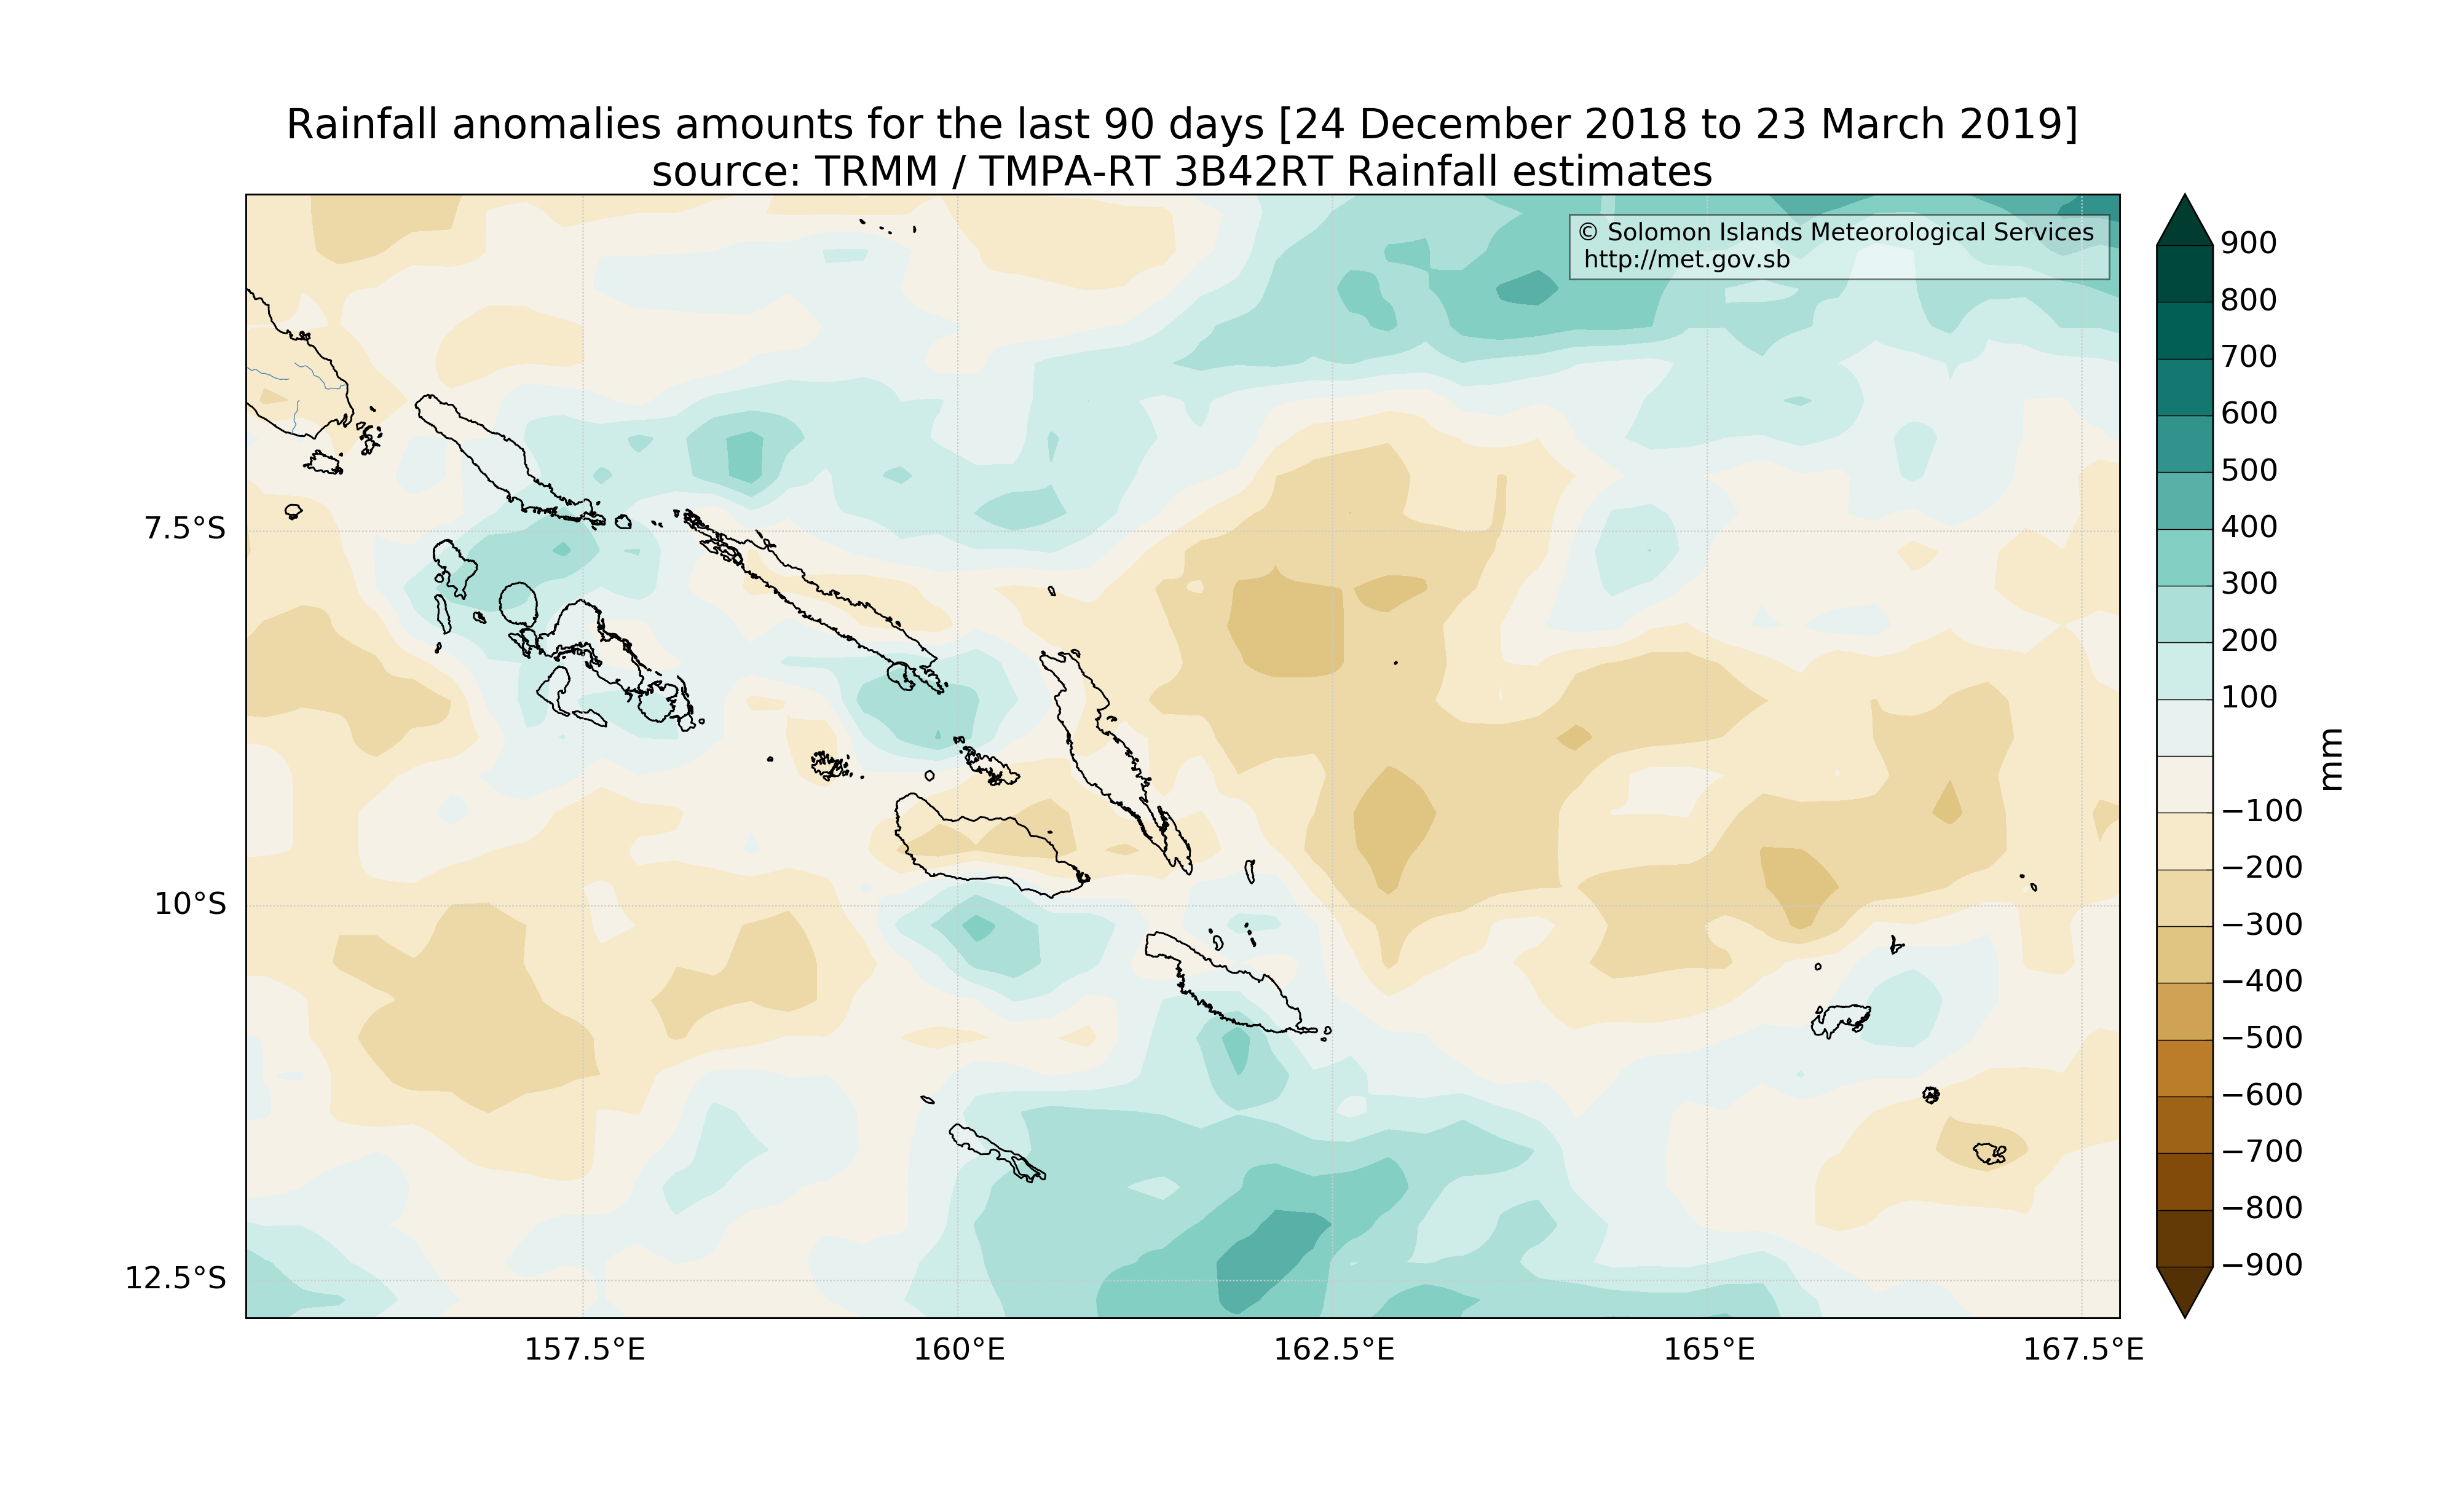 Rainfall anomalies amounts for the last 90 days [24 December 2018 to 23 March 2019]
source: TRMM / TMPA-RT 3B42RT Rainfall estimates
© Solomon Islands Meteorological Services
http://met.gov.sb
7.5°S
10°S
12.5°S
157.5°E
160°E
162.5°E
165°E
167.5°E
900
800
700
600
500
400
300
200
100
−100
−200
−300
−400
−500
−600
−700
−800
−900
mm